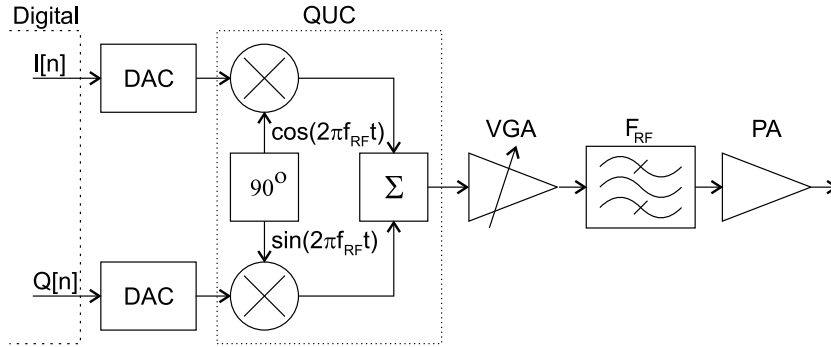 Digital
QUC
I[n]
DAC
cos(2πf_RF t)
VGA
F_RF
PA
90°
Σ
sin(2πf_RF t)
Q[n]
DAC